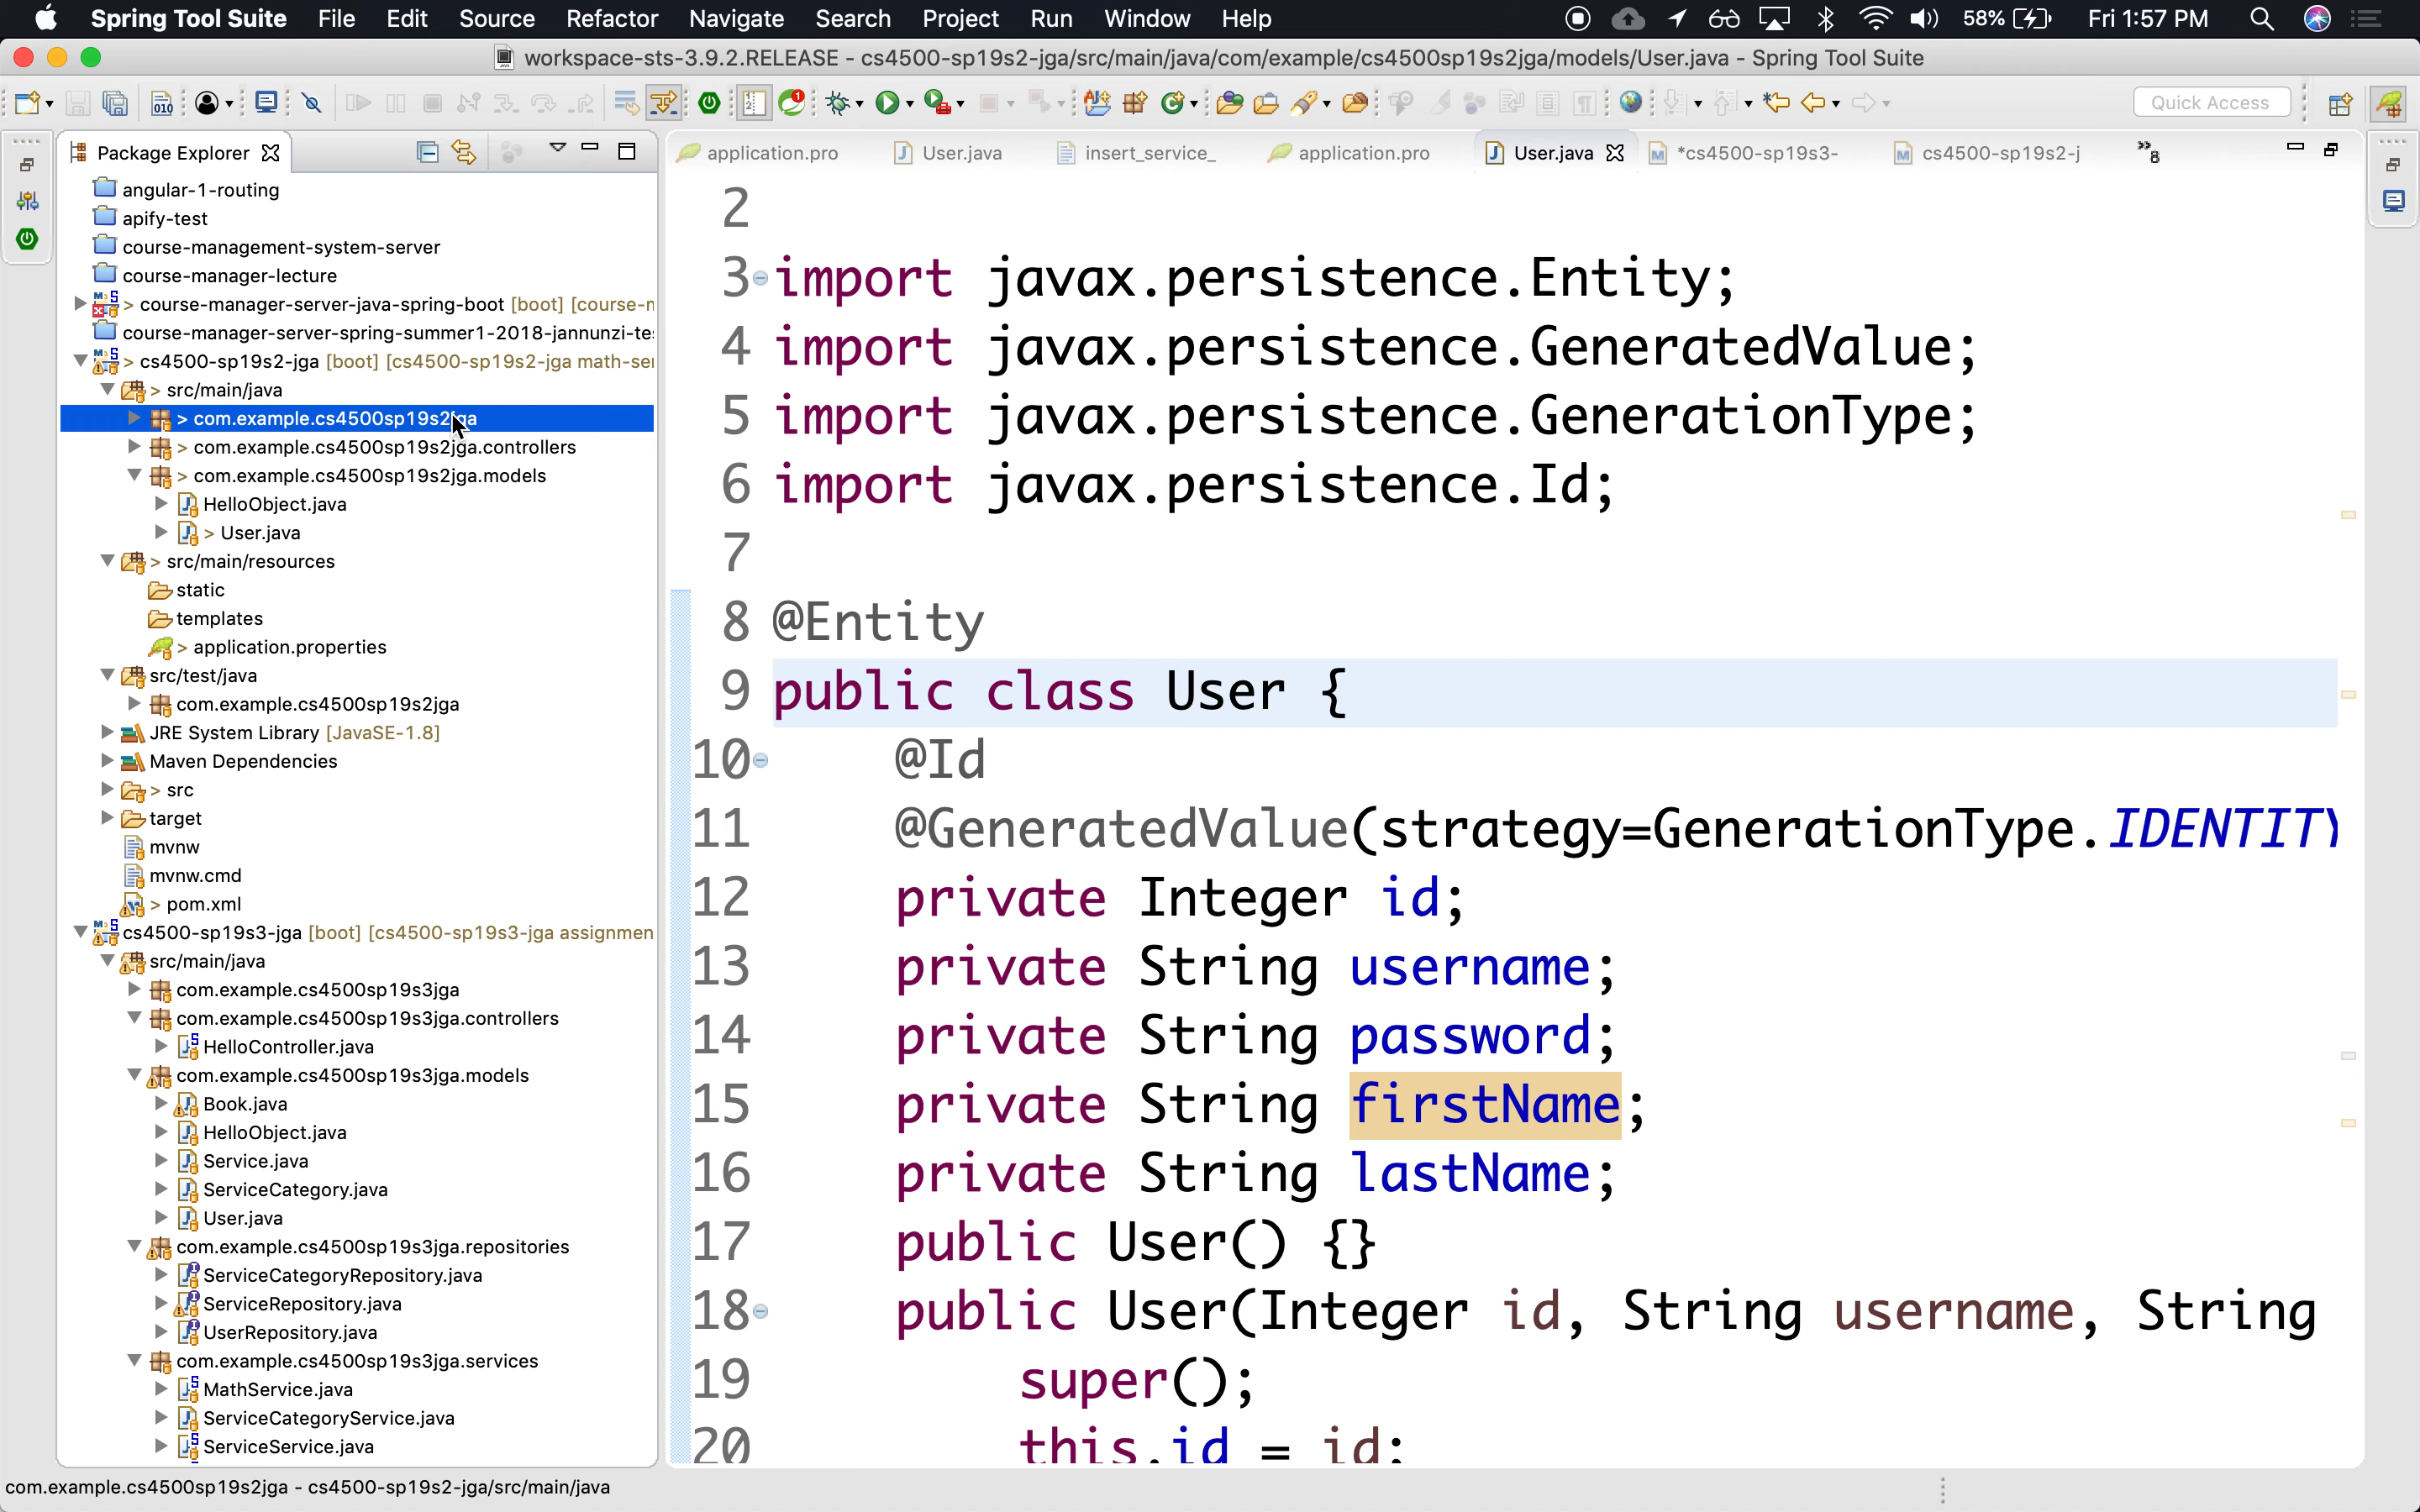 Spring Tool Suite File Edit Source Refactor Navigate Search Project Run Window Help 58% Fri 1:57 PM
workspace-sts-3.9.2.RELEASE - cs4500-sp19s2-jga/src/main/java/com/example/cs4500sp19s2jga/models/User.java - Spring Tool Suite
Quick Access
Package Explorer
application.pro User.java insert_service_ application.pro User.java *cs4500-sp19s3- cs4500-sp19s2-j »8
angular-1-routing
apify-test
course-management-system-server
course-manager-lecture
> course-manager-server-java-spring-boot [boot] [course-r
course-manager-server-spring-summer1-2018-jannunzi-te
> cs4500-sp19s2-jga [boot] [cs4500-sp19s2-jga math-ser
> src/main/java
> com.example.cs4500sp19s2jga
> com.example.cs4500sp19s2jga.controllers
> com.example.cs4500sp19s2jga.models
HelloObject.java
> User.java
> src/main/resources
static
templates
> application.properties
src/test/java
com.example.cs4500sp19s2jga
JRE System Library [JavaSE-1.8]
Maven Dependencies
> src
target
mvnw
mvnw.cmd
> pom.xml
cs4500-sp19s3-jga [boot] [cs4500-sp19s3-jga assignmen
src/main/java
com.example.cs4500sp19s3jga
com.example.cs4500sp19s3jga.controllers
HelloController.java
com.example.cs4500sp19s3jga.models
Book.java
HelloObject.java
Service.java
ServiceCategory.java
User.java
com.example.cs4500sp19s3jga.repositories
ServiceCategoryRepository.java
ServiceRepository.java
UserRepository.java
com.example.cs4500sp19s3jga.services
MathService.java
ServiceCategoryService.java
ServiceService.java
2
3 import javax.persistence.Entity;
4 import javax.persistence.GeneratedValue;
5 import javax.persistence.GenerationType;
6 import javax.persistence.Id;
7
8 @Entity
9 public class User {
10 @Id
11 @GeneratedValue(strategy=GenerationType.IDENTITY
12 private Integer id;
13 private String username;
14 private String password;
15 private String firstName;
16 private String lastName;
17 public User() {}
18 public User(Integer id, String username, String
19 super();
20 this.id = id;
com.example.cs4500sp19s2jga - cs4500-sp19s2-jga/src/main/java